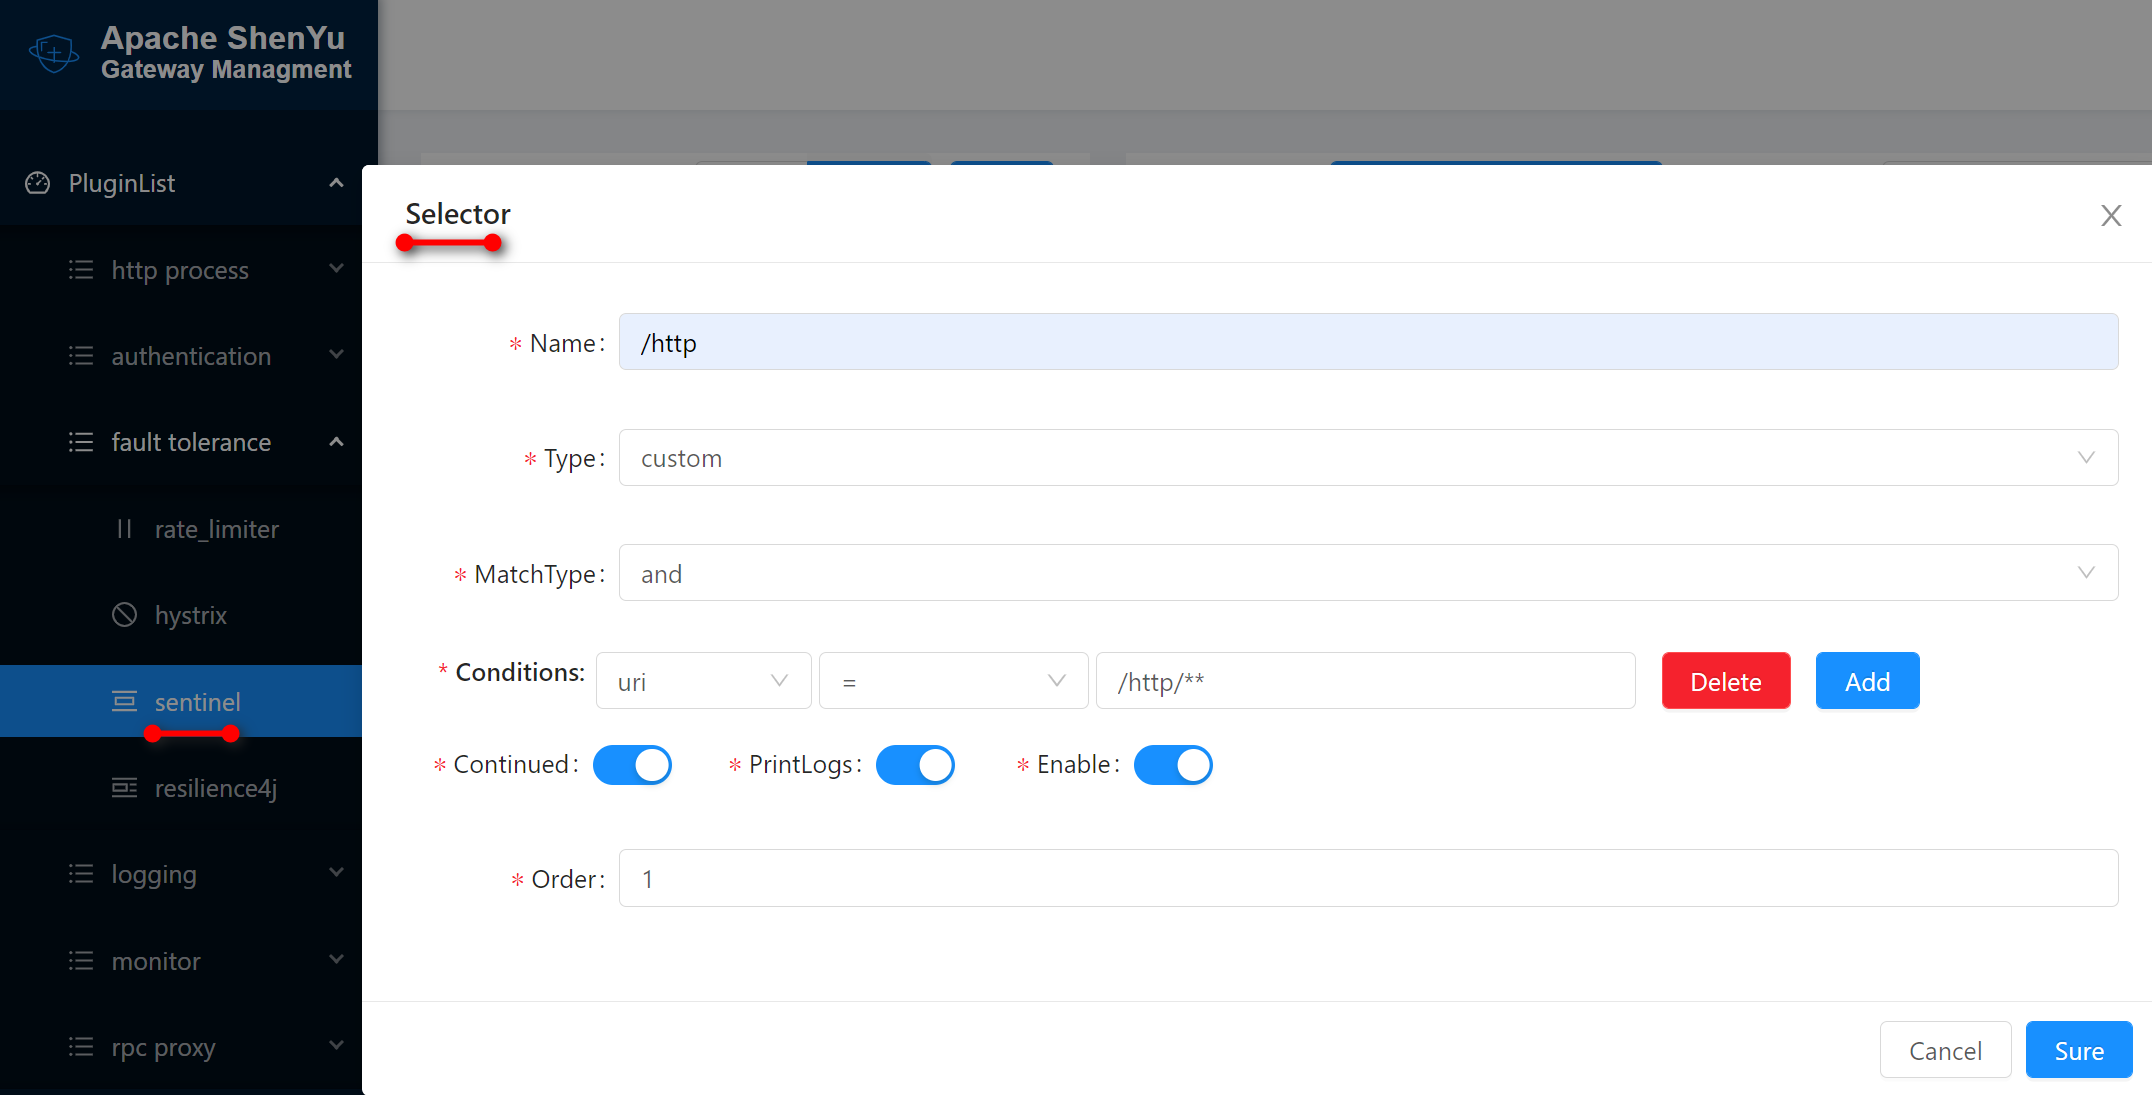 Apache ShenYu
Gateway Managment
PluginList
http process
authentication
fault tolerance
rate_limiter
hystrix
sentinel
resilience4j
logging
monitor
rpc proxy
Selector
* Name: /http
* Type: custom
* MatchType: and
* Conditions: uri = /http/** Delete Add
* Continued: * PrintLogs: * Enable:
* Order: 1
Cancel Sure